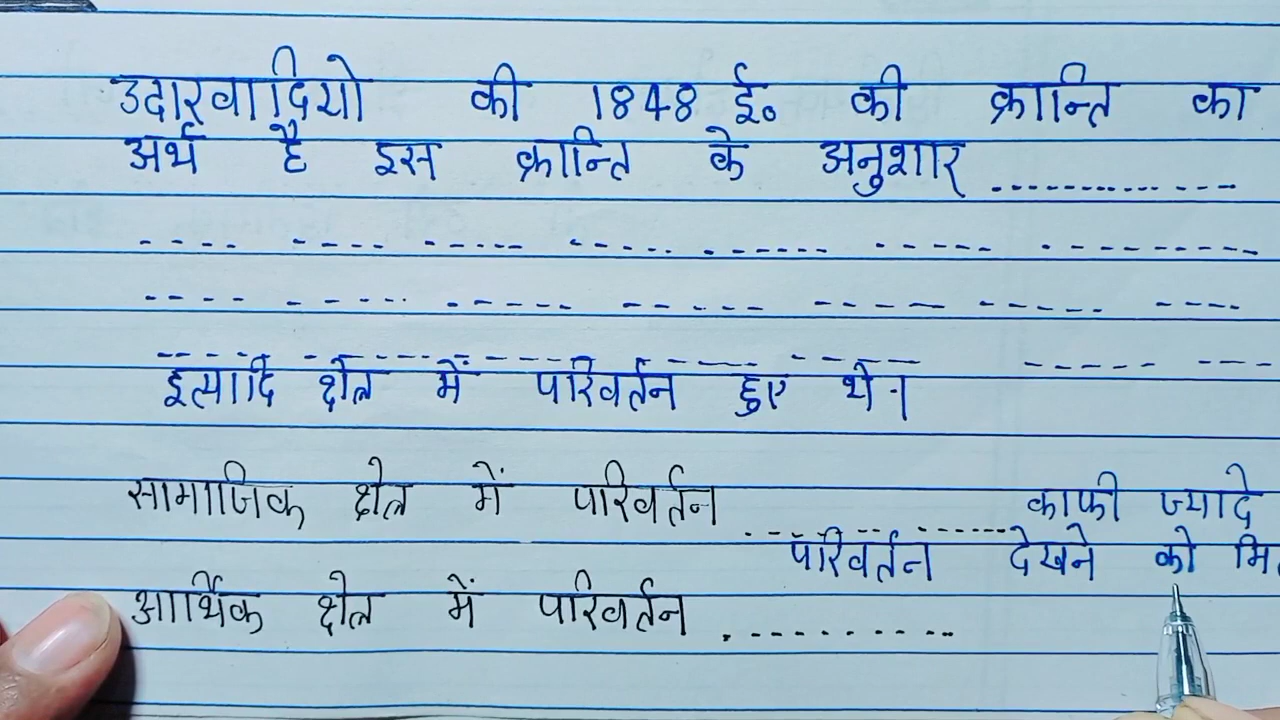 उदारवादियो की 1848 ई० की क्रान्ति का
अर्थ है इस क्रान्ति के अनुशार ................
---- ---- ----- ----- ------ ----- --------
---- ----- ----- ----- ----- ----- ----
----- --------- ---- ---- ----- ----- ---
इत्यादि क्षेत्र में परिवर्तन हुए थे।
सामाजिक क्षेत्र में परिवर्तन ............ काफी ज्यादे
परिवर्तन देखने को
आर्थिक क्षेत्र में परिवर्तन ...........